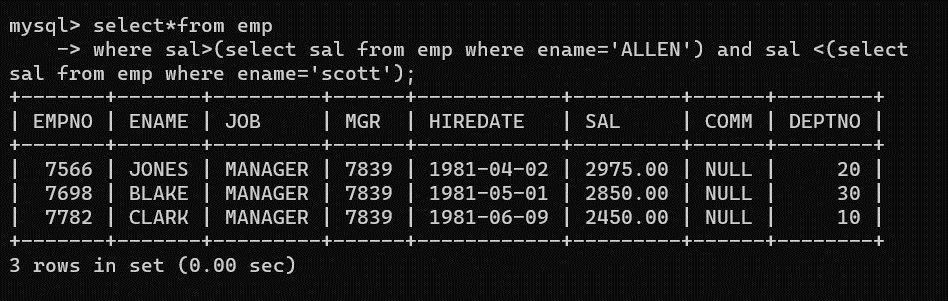 mysql> select*from emp
    -> where sal>(select sal from emp where ename='ALLEN') and sal <(select
sal from emp where ename='scott');
+-------+-------+---------+------+------------+---------+------+--------+
| EMPNO | ENAME | JOB     | MGR  | HIREDATE   | SAL     | COMM | DEPTNO |
+-------+-------+---------+------+------------+---------+------+--------+
|  7566 | JONES | MANAGER | 7839 | 1981-04-02 | 2975.00 | NULL |     20 |
|  7698 | BLAKE | MANAGER | 7839 | 1981-05-01 | 2850.00 | NULL |     30 |
|  7782 | CLARK | MANAGER | 7839 | 1981-06-09 | 2450.00 | NULL |     10 |
+-------+-------+---------+------+------------+---------+------+--------+
3 rows in set (0.00 sec)